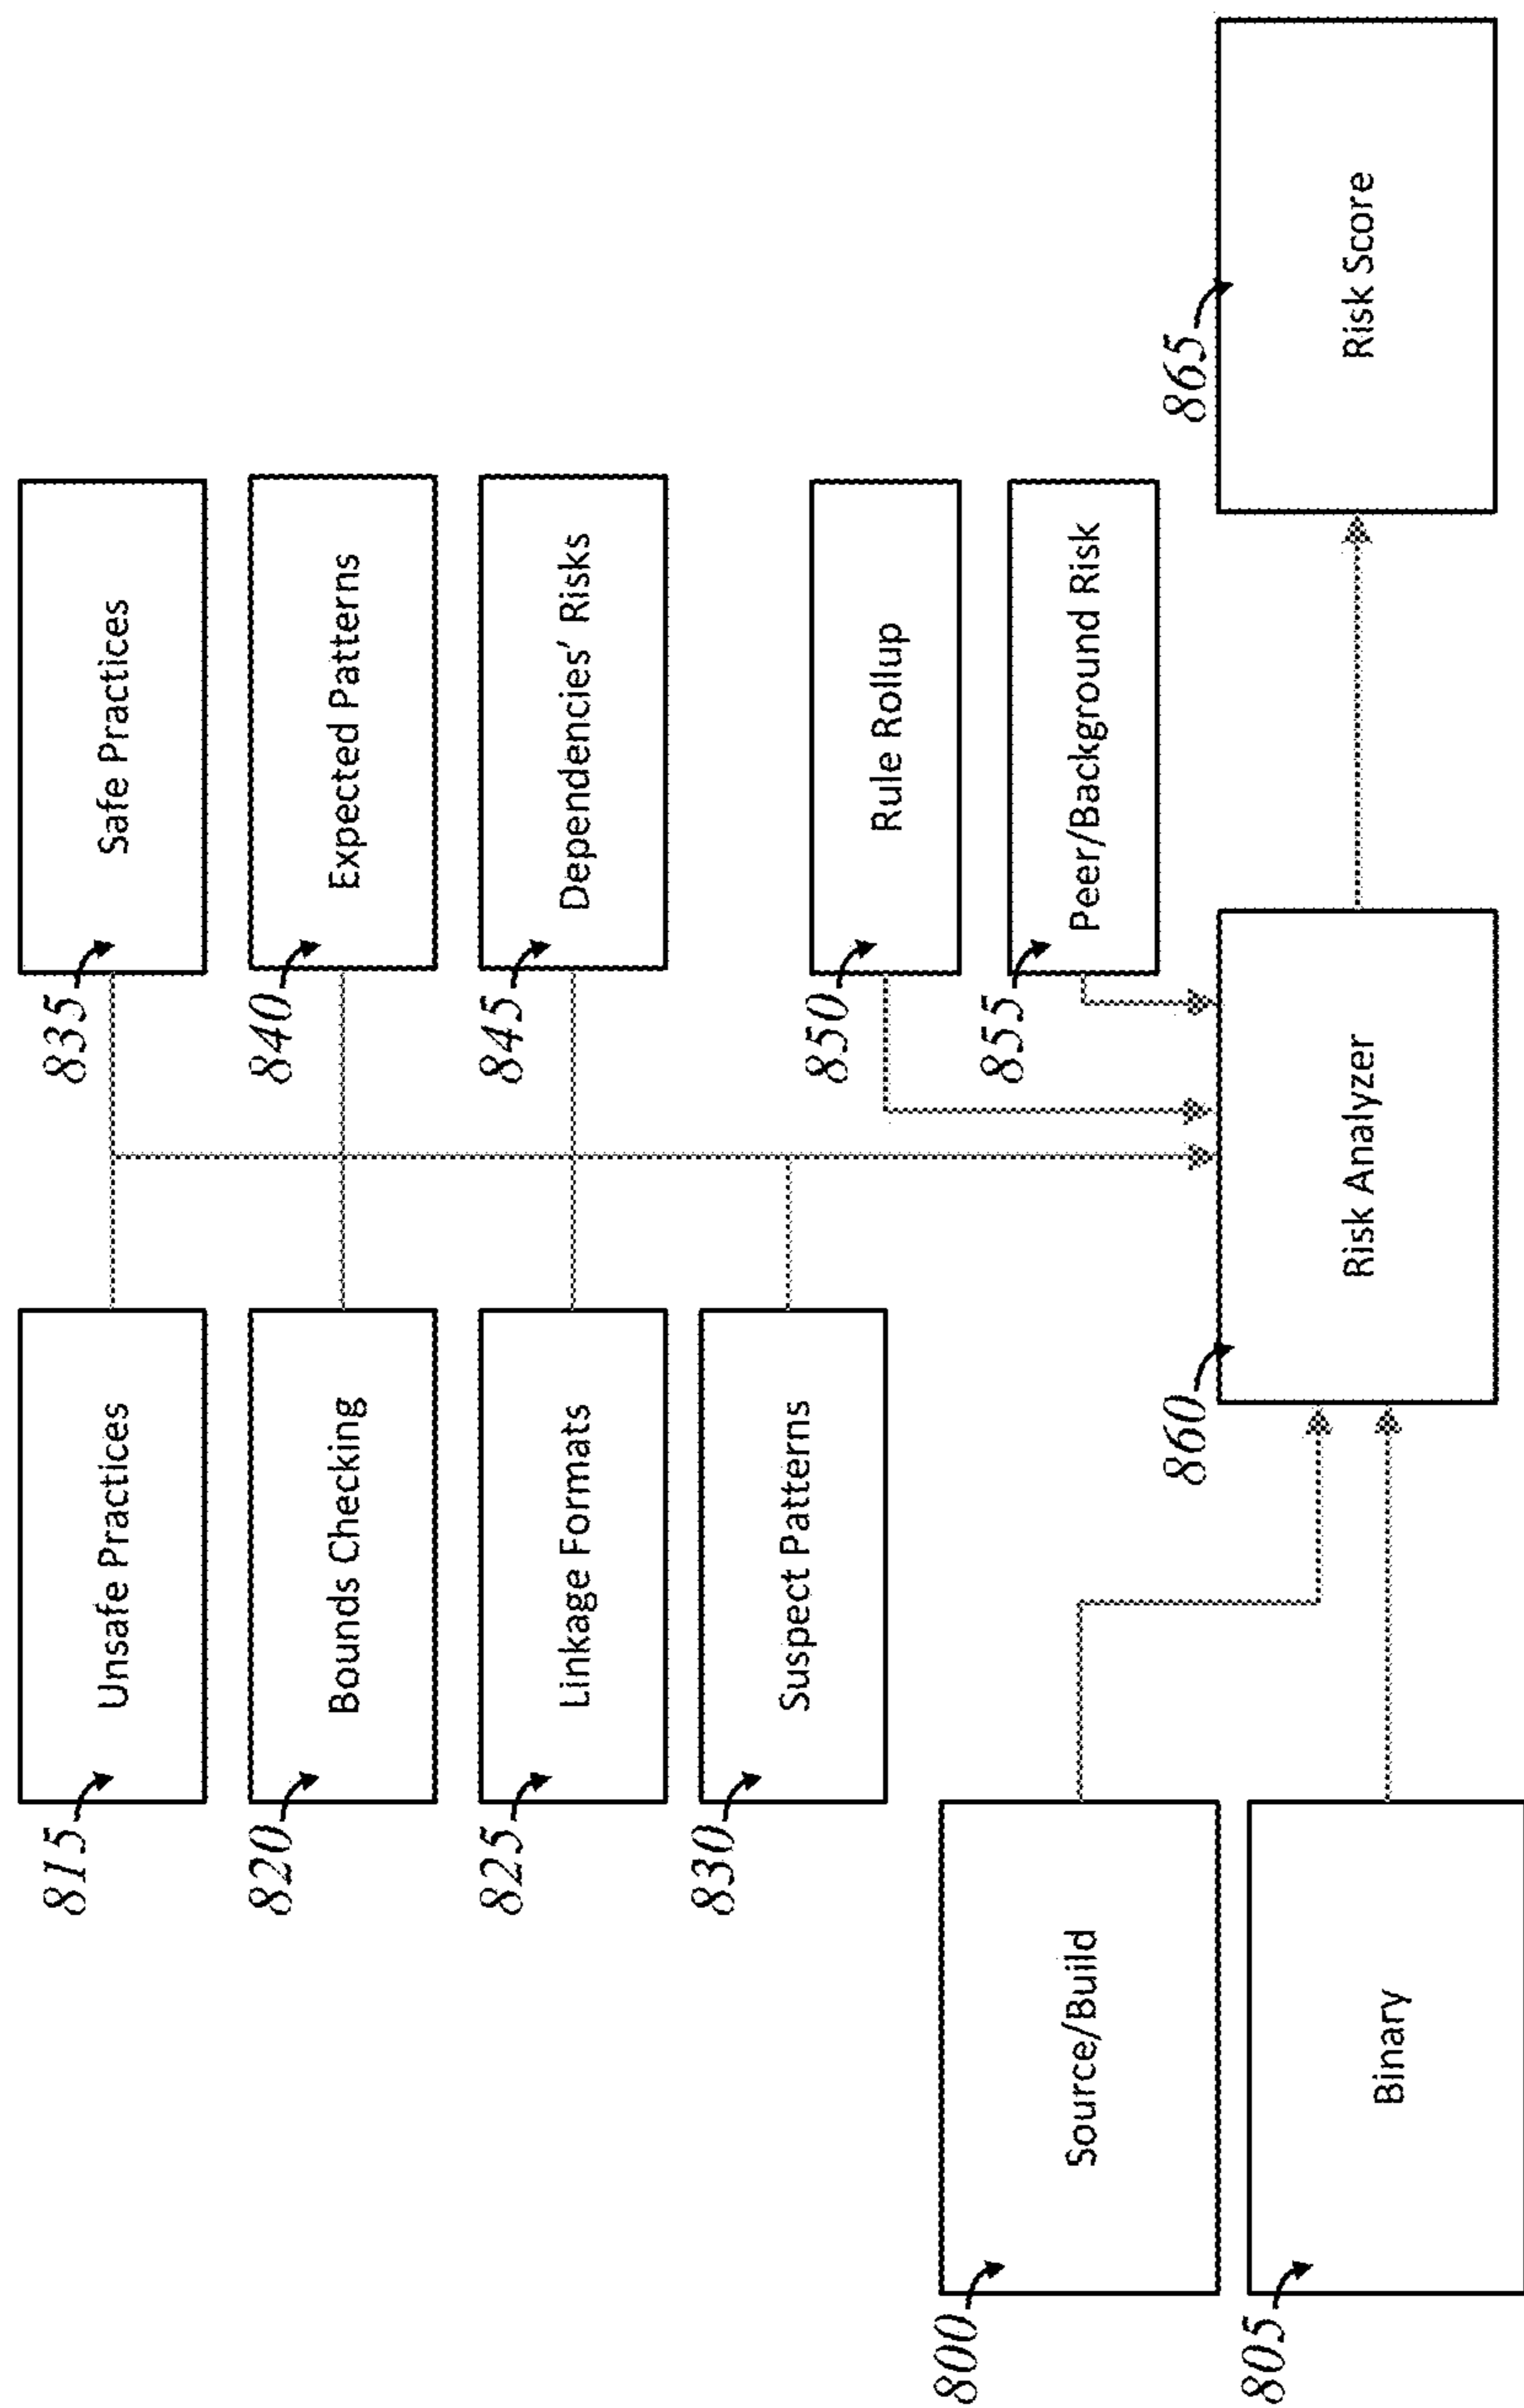 815
Unsafe Practices
835
Safe Practices
820
Bounds Checking
840
Expected Patterns
825
Linkage Formats
845
Dependencies' Risks
830
Suspect Patterns
850
Rule Rollup
800
Source/Build
855
Peer/Background Risk
805
Binary
860
Risk Analyzer
865
Risk Score